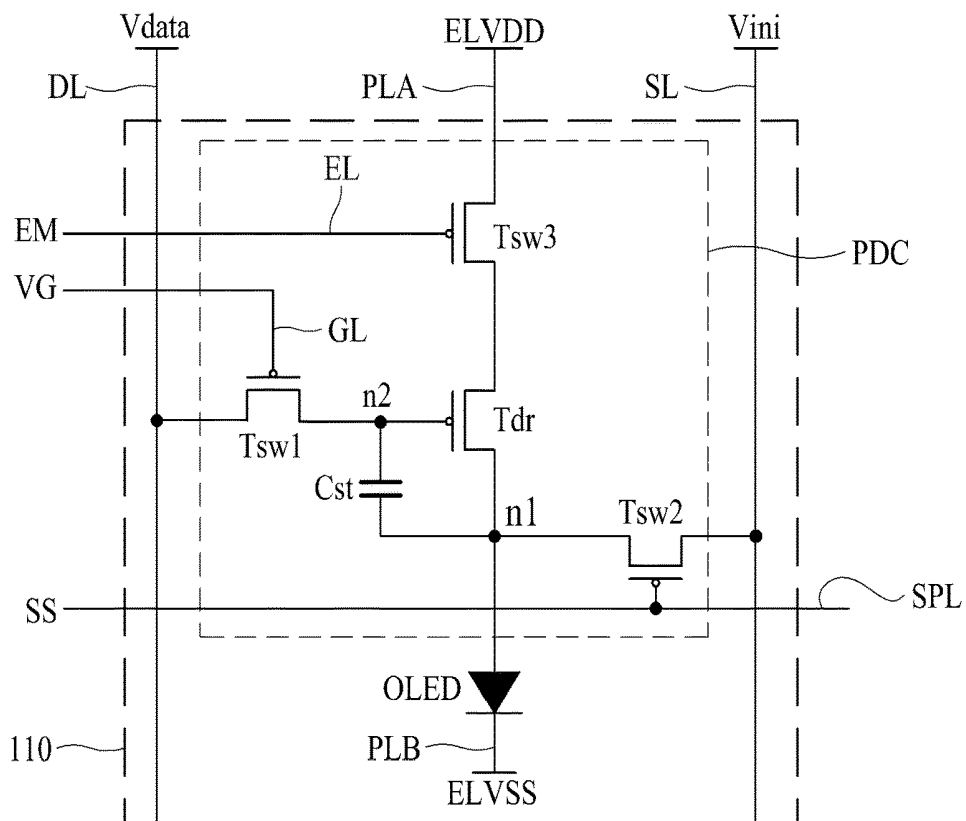 Vdata
ELVDD
Vini
DL
PLA
SL
EL
EM
Tsw3
PDC
VG
GL
n2
Tdr
Tsw1
Cst
n1
Tsw2
SS
SPL
OLED
110
PLB
ELVSS